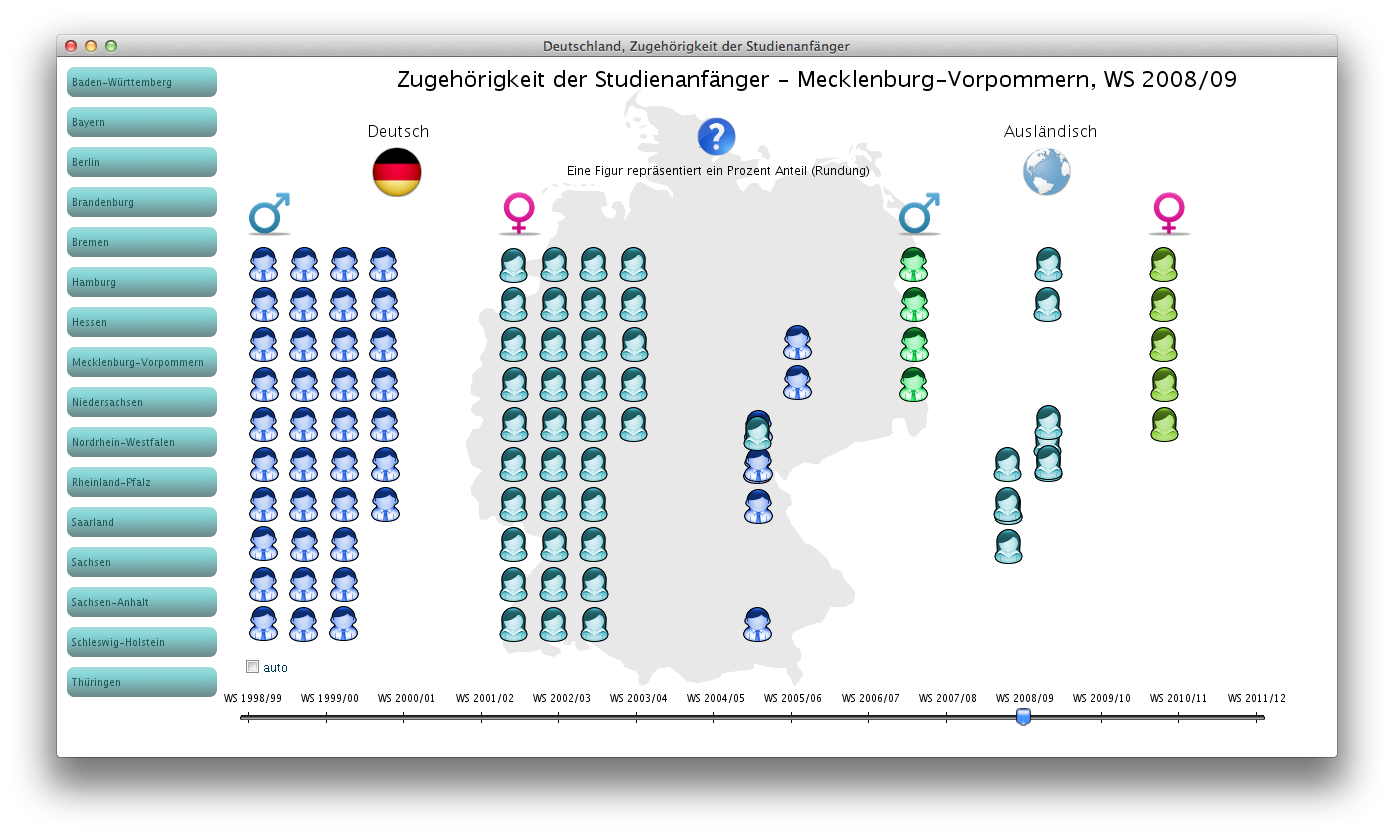 Deutschland, Zugehörigkeit der Studienanfänger
Zugehörigkeit der Studienanfänger - Mecklenburg-Vorpommern, WS 2008/09
Baden-Württemberg
Bayern
Berlin
Brandenburg
Bremen
Hamburg
Hessen
Mecklenburg-Vorpommern
Niedersachsen
Nordrhein-Westfalen
Rheinland-Pfalz
Saarland
Sachsen
Sachsen-Anhalt
Schleswig-Holstein
Thüringen
Deutsch
?
Ausländisch
Eine Figur repräsentiert ein Prozent Anteil (Rundung)
auto
WS 1998/99 WS 1999/00 WS 2000/01 WS 2001/02 WS 2002/03 WS 2003/04 WS 2004/05 WS 2005/06 WS 2006/07 WS 2007/08 WS 2008/09 WS 2009/10 WS 2010/11 WS 2011/12